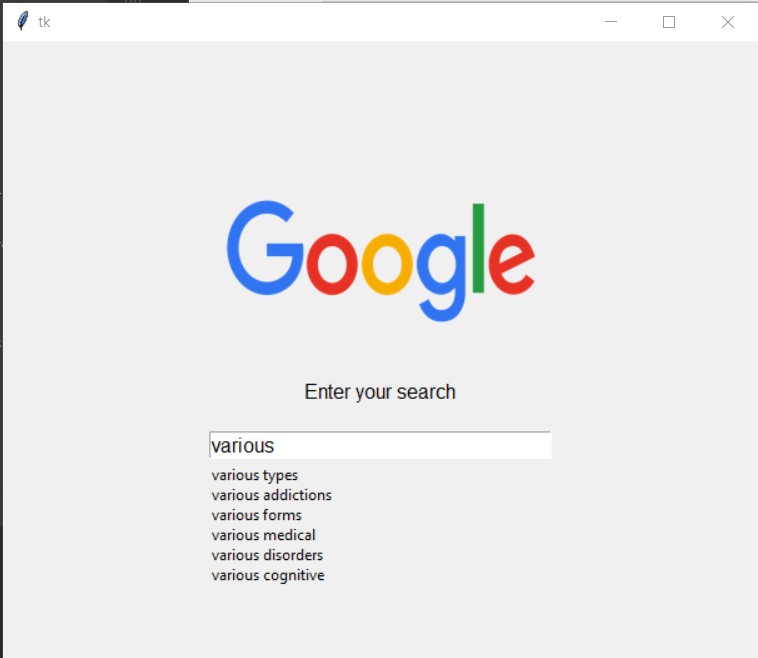 tk
Google
Enter your search
various
various types
various addictions
various forms
various medical
various disorders
various cognitive